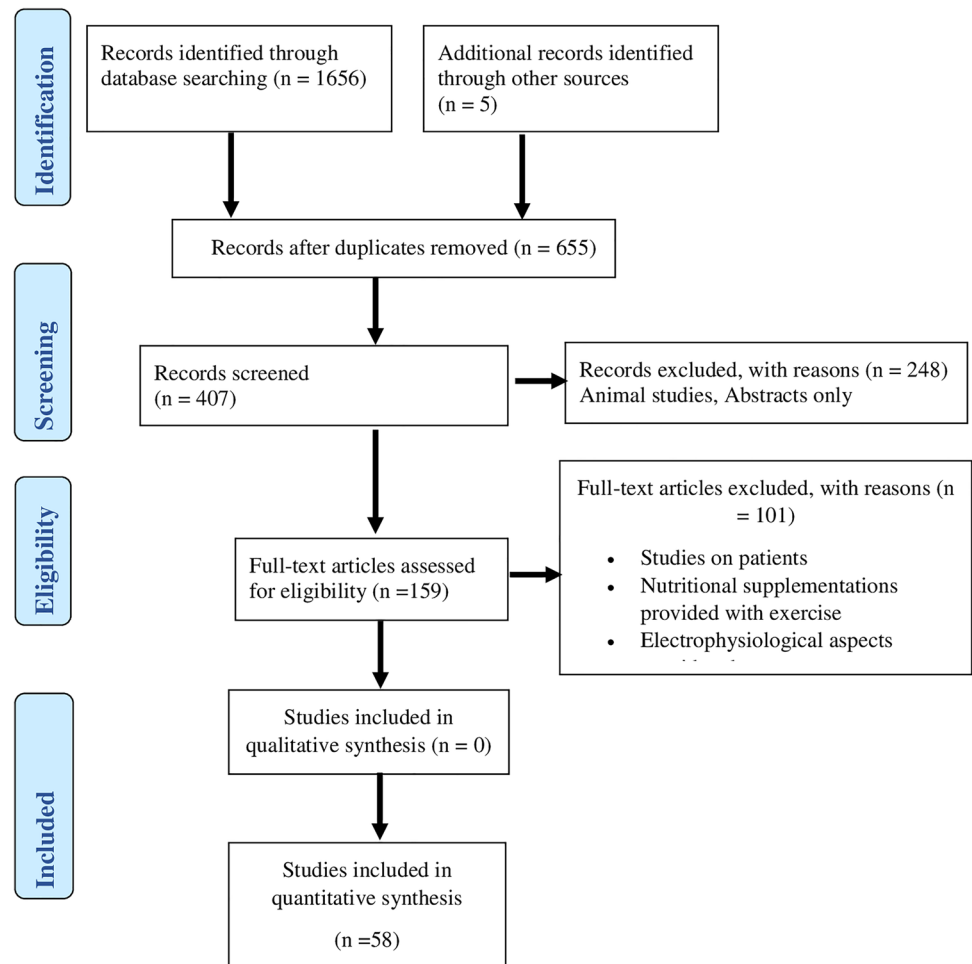 Identification
Records identified through
database searching (n = 1656)
Additional records identified
through other sources
(n = 5)
Records after duplicates removed (n = 655)
Screening
Records screened
(n = 407)
Records excluded, with reasons (n = 248)
Animal studies, Abstracts only
Eligibility
Full-text articles assessed
for eligibility (n =159)
Full-text articles excluded, with reasons (n
= 101)
• Studies on patients
• Nutritional supplementations
provided with exercise
• Electrophysiological aspects
Included
Studies included in
qualitative synthesis (n = 0)
Studies included in
quantitative synthesis
(n =58)